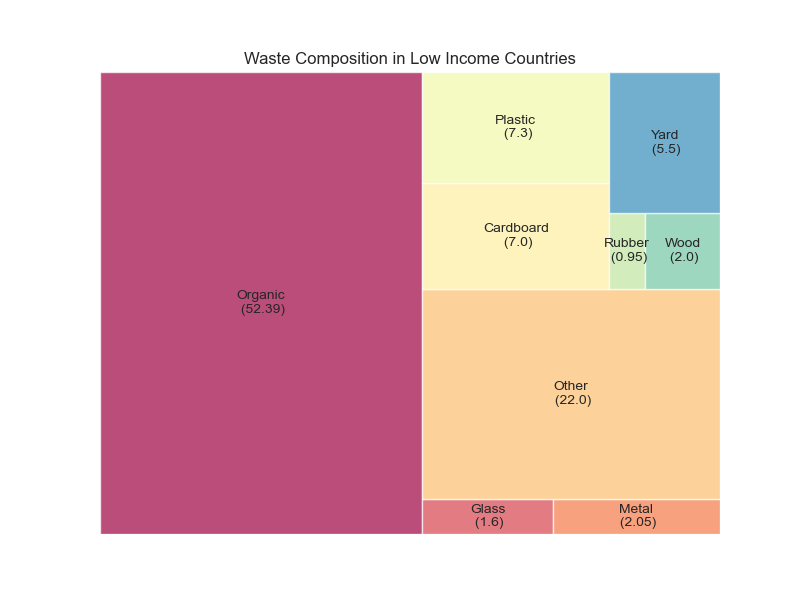 Waste Composition in Low Income Countries
Plastic
(7.3)
Yard
(5.5)
Cardboard
(7.0)
Rubber
(0.95)
Wood
(2.0)
Organic
(52.39)
Other
(22.0)
Glass
(1.6)
Metal
(2.05)